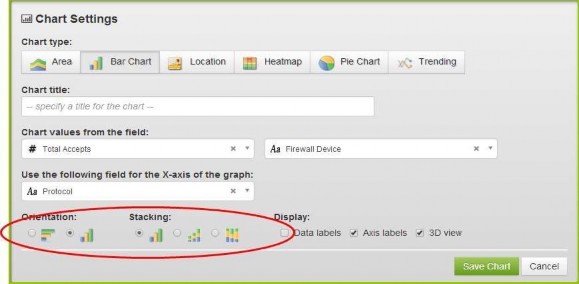 Chart Settings
Chart type:
Area Bar Chart Location Heatmap Pie Chart Trending
Chart title:
-- specify a title for the chart --
Chart values from the field:
# Total Accepts × Aa Firewall Device ×
Use the following field for the X-axis of the graph:
Aa Protocol ×
Orientation: Stacking: Display:
Data labels Axis labels 3D view
Save Chart Cancel